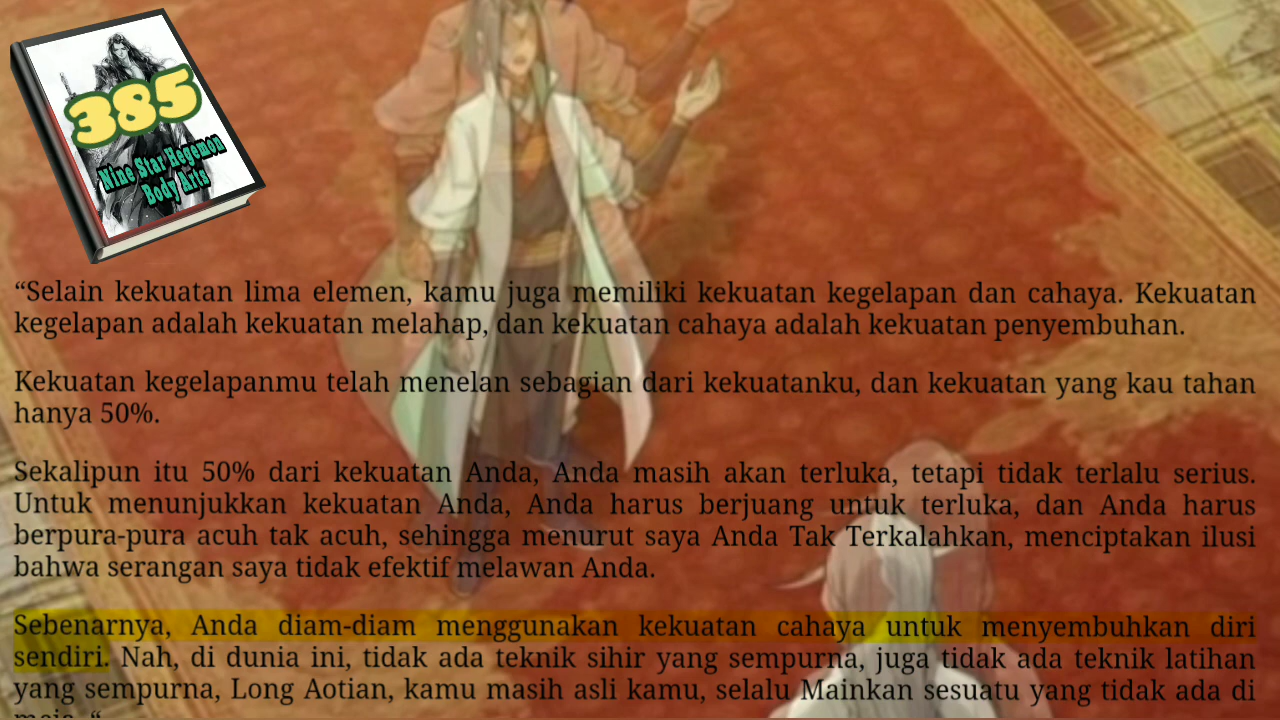 385
Nine Star Hegemon
Body Arts
“Selain kekuatan lima elemen, kamu juga memiliki kekuatan kegelapan dan cahaya. Kekuatan
kegelapan adalah kekuatan melahap, dan kekuatan cahaya adalah kekuatan penyembuhan.
Kekuatan kegelapanmu telah menelan sebagian dari kekuatanku, dan kekuatan yang kau tahan
hanya 50%.
Sekalipun itu 50% dari kekuatan Anda, Anda masih akan terluka, tetapi tidak terlalu serius.
Untuk menunjukkan kekuatan Anda, Anda harus berjuang untuk terluka, dan Anda harus
berpura-pura acuh tak acuh, sehingga menurut saya Anda Tak Terkalahkan, menciptakan ilusi
bahwa serangan saya tidak efektif melawan Anda.
Sebenarnya, Anda diam-diam menggunakan kekuatan cahaya untuk menyembuhkan diri
sendiri. Nah, di dunia ini, tidak ada teknik sihir yang sempurna, juga tidak ada teknik latihan
yang sempurna, Long Aotian, kamu masih asli kamu, selalu Mainkan sesuatu yang tidak ada di